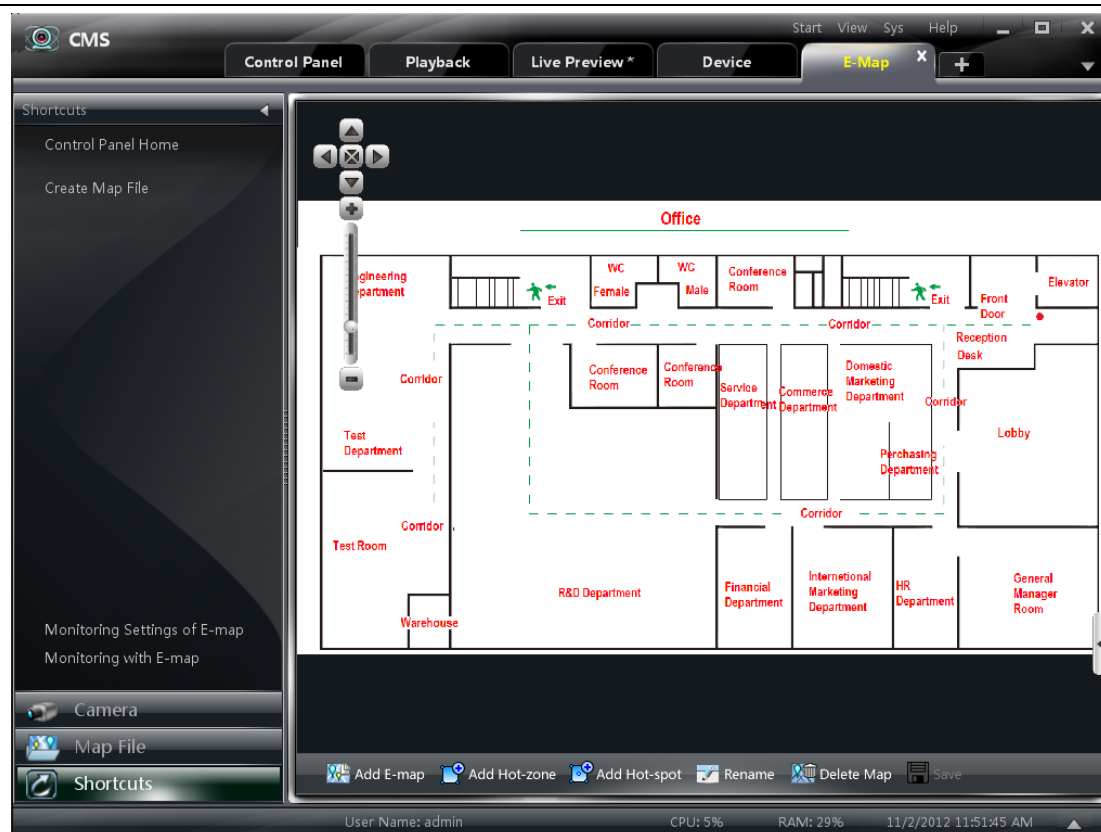 CMS
Start View Sys Help
Control Panel
Playback
Live Preview *
Device
E-Map
Shortcuts
Control Panel Home
Create Map File
Office
ngineering
epartment
Exit
WC
Female
WC
Male
Conference
Room
Exit
Front
Door
Elevator
Corridor
Corridor
Reception
Desk
Corridor
Conference
Room
Conference
Room
Service
Department
Commerce
Department
Domestic
Marketing
Department
Corridor
Lobby
Test
Department
Perchasing
Department
Corridor
Corridor
Test Room
Warehouse
R&D Department
Financial
Department
Internetional
Marketing
Department
HR
Department
General
Manager
Room
Monitoring Settings of E-map
Monitoring with E-map
Camera
Map File
Shortcuts
Add E-map
Add Hot-zone
Add Hot-spot
Rename
Delete Map
Save
User Name: admin
CPU: 5%
RAM: 29%
11/2/2012 11:51:45 AM